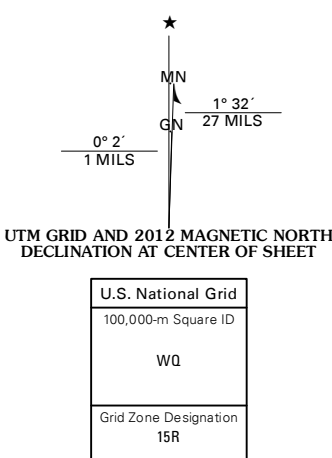 ★
MN
1° 32´
27 MILS
GN
0° 2´
1 MILS
UTM GRID AND 2012 MAGNETIC NORTH
DECLINATION AT CENTER OF SHEET
U.S. National Grid
100,000-m Square ID
WQ
Grid Zone Designation
15R